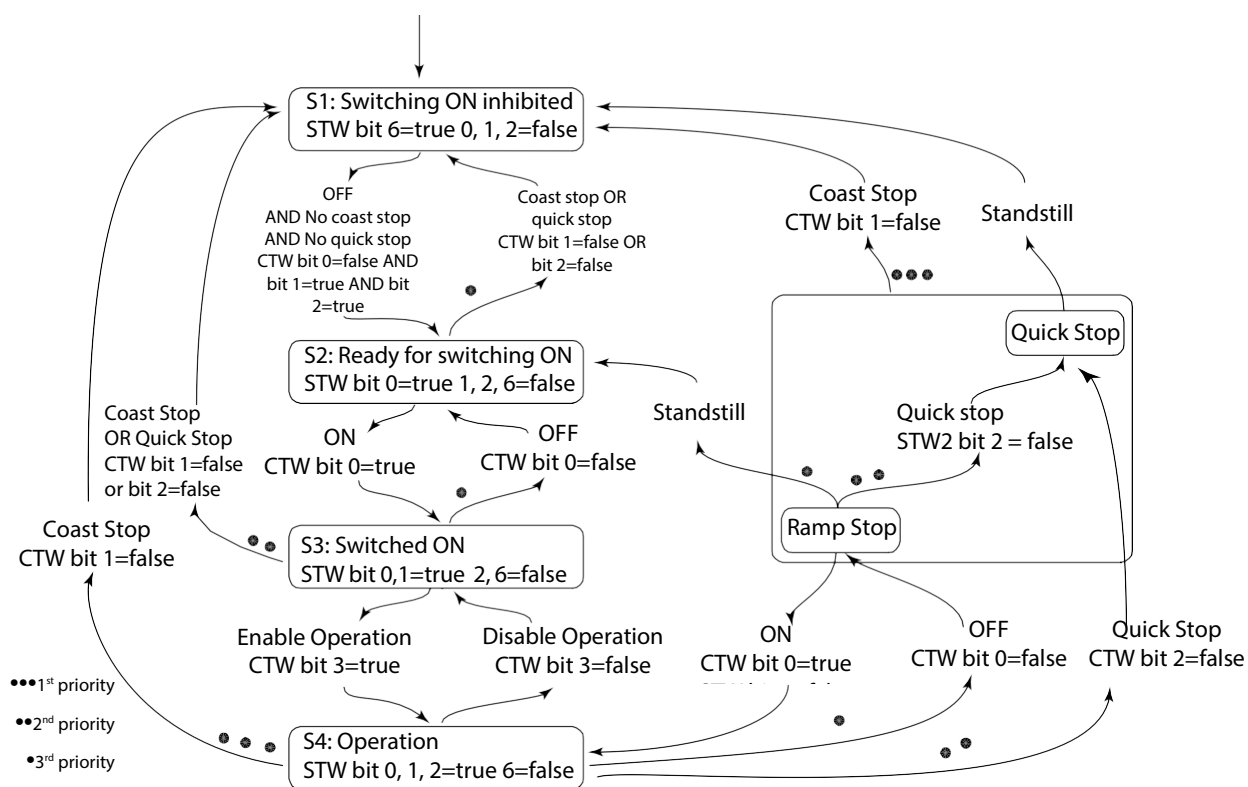 S1: Switching ON inhibited
STW bit 6=true 0, 1, 2=false
OFF
AND No coast stop
AND No quick stop
CTW bit 0=false AND
bit 1=true AND bit
2=true
Coast stop OR
quick stop
CTW bit 1=false OR
bit 2=false
Coast Stop
CTW bit 1=false
Standstill
S2: Ready for switching ON
STW bit 0=true 1, 2, 6=false
Quick Stop
Coast Stop
OR Quick Stop
CTW bit 1=false
or bit 2=false
ON
CTW bit 0=true
OFF
CTW bit 0=false
Standstill
Quick stop
STW2 bit 2 = false
Coast Stop
CTW bit 1=false
S3: Switched ON
STW bit 0,1=true 2, 6=false
Ramp Stop
Enable Operation
CTW bit 3=true
Disable Operation
CTW bit 3=false
ON
CTW bit 0=true
OFF
CTW bit 0=false
Quick Stop
CTW bit 2=false
•••1st priority
••2nd priority
•3rd priority
S4: Operation
STW bit 0, 1, 2=true 6=false